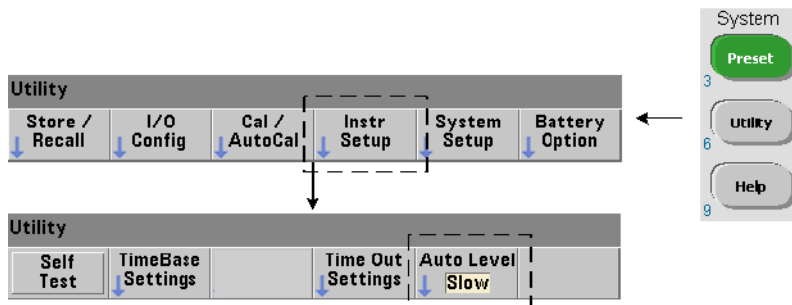 System
Preset
3
Utility
Store / Recall
I/O Config
Cal / AutoCal
Instr Setup
System Setup
Battery Option
Utility
6
Help
9
Utility
Self Test
TimeBase Settings
Time Out Settings
Auto Level
Slow